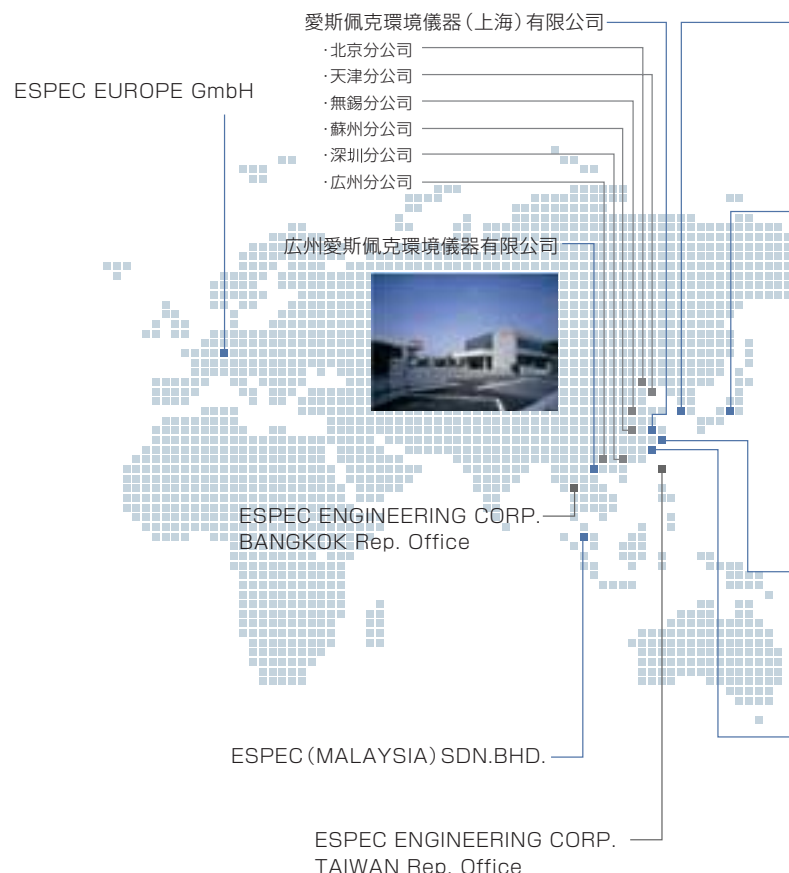 愛斯佩克環境儀器(上海)有限公司
·北京分公司
·天津分公司
·無錫分公司
·蘇州分公司
·深圳分公司
·広州分公司
ESPEC EUROPE GmbH
広州愛斯佩克環境儀器有限公司
ESPEC ENGINEERING CORP.
BANGKOK Rep. Office
ESPEC(MALAYSIA)SDN.BHD.
ESPEC ENGINEERING CORP.
TAIWAN Rep. Office